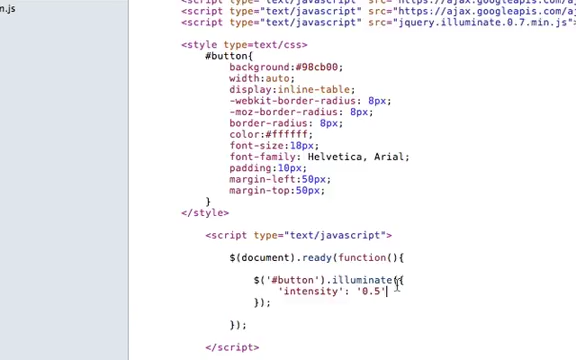 <script type="text/javascript" src="https://ajax.googleapis.com/a
n.js
<script type="text/javascript" src="https://ajax.googleapis.com/aj
<script type="text/javascript" src="jquery.illuminate.0.7.min.js">
<style type=text/css>
#button{
background:#98cb00;
width:auto;
display:inline-table;
-webkit-border-radius: 8px;
-moz-border-radius: 8px;
border-radius: 8px;
color:#ffffff;
font-size:18px;
font-family: Helvetica, Arial;
padding:10px;
margin-left:50px;
margin-top:50px;
}
</style>
<script type="text/javascript">
$(document).ready(function(){
$('#button').illuminate({
'intensity': '0.5'
});
});
</script>